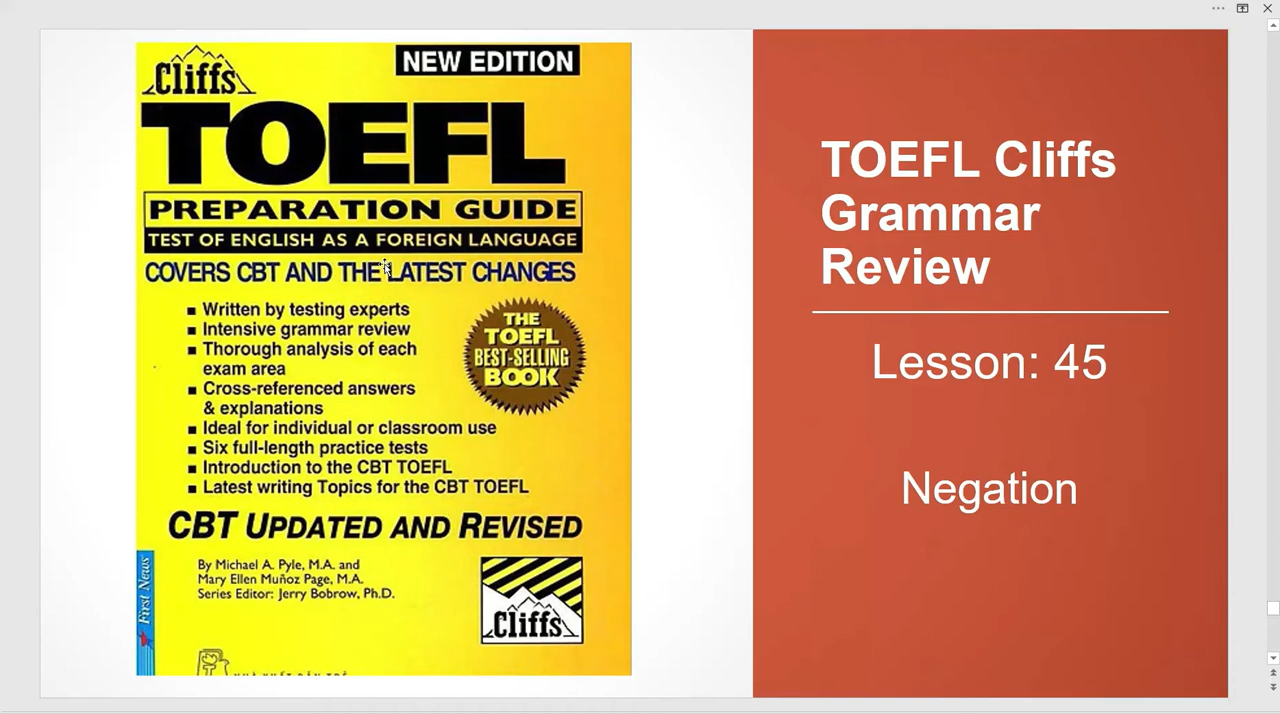 Cliffs
NEW EDITION
TOEFL
PREPARATION GUIDE
TEST OF ENGLISH AS A FOREIGN LANGUAGE
COVERS CBT AND THE LATEST CHANGES
■ Written by testing experts
■ Intensive grammar review
■ Thorough analysis of each
exam area
■ Cross-referenced answers
& explanations
■ Ideal for individual or classroom use
■ Six full-length practice tests
■ Introduction to the CBT TOEFL
■ Latest writing Topics for the CBT TOEFL
THE
TOEFL
BEST-SELLING
BOOK
CBT UPDATED AND REVISED
By Michael A. Pyle, M.A. and
Mary Ellen Muñoz Page, M.A.
Series Editor: Jerry Bobrow, Ph.D.
First News
Cliffs
TOEFL Cliffs
Grammar
Review
Lesson: 45
Negation